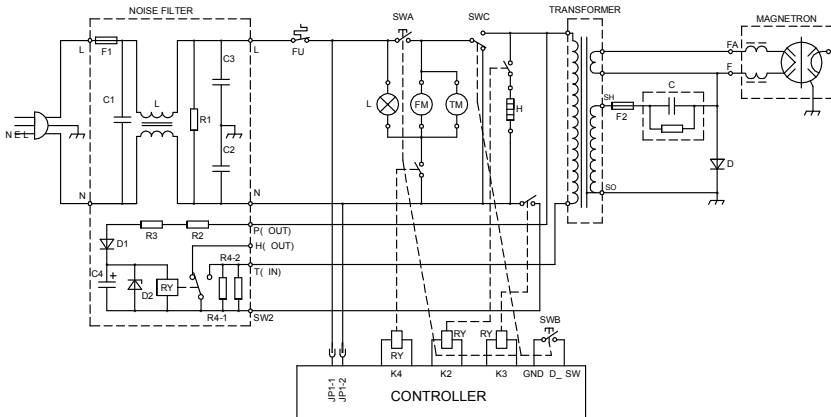 NOISE FILTER
SWA
SWC
TRANSFORMER
MAGNETRON
L
F1
L
FU
C3
FA
F
C1
L
R1
L
FM
TM
H
SH
C
F2
N E L
C2
D
N
N
SO
P( OUT)
R3
R2
D1
H( OUT)
R4-2
T( IN)
C4
+
D2
RY
R4-1
SW2
SWB
RY
RY
RY
JP1-1
JP1-2
K4
K2
K3
GND
D_ SW
CONTROLLER